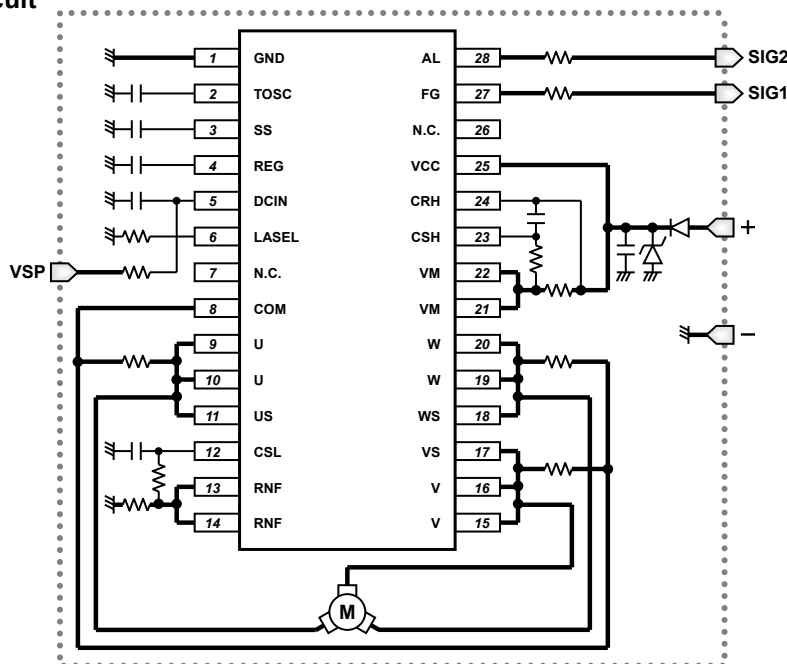 1 GND AL 28 SIG2
2 TOSC FG 27 SIG1
3 SS N.C. 26
4 REG VCC 25
5 DCIN CRH 24
6 LASEL CSH 23 +
VSP 7 N.C. VM 22
8 COM VM 21
−
9 U W 20
10 U W 19
11 US WS 18
12 CSL VS 17
13 RNF V 16
14 RNF V 15
M